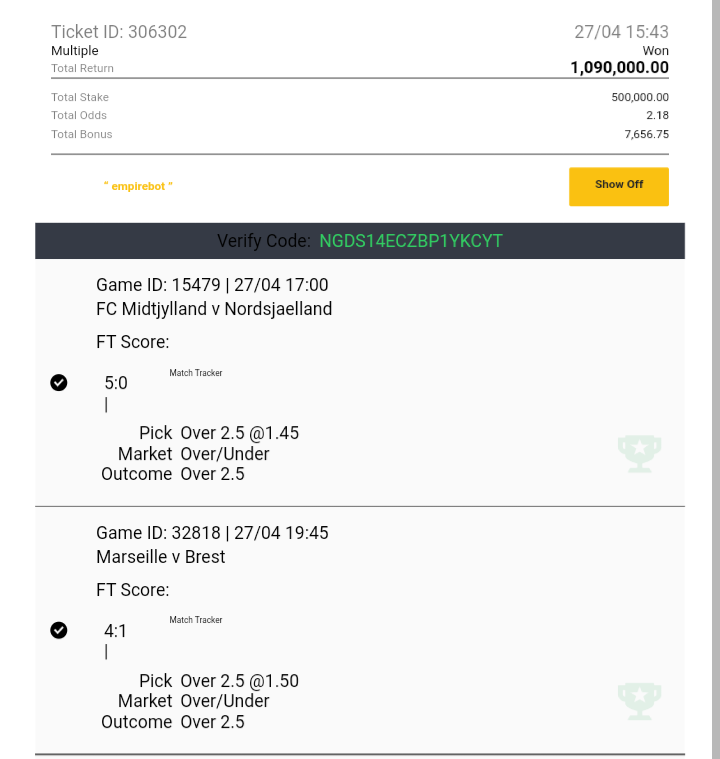 Ticket ID: 306302 27/04 15:43
Multiple Won
Total Return 1,090,000.00
Total Stake 500,000.00
Total Odds 2.18
Total Bonus 7,656.75
“ empirebot ” Show Off
Verify Code: NGDS14ECZBP1YKCYT
Game ID: 15479 | 27/04 17:00
FC Midtjylland v Nordsjaelland
FT Score:
5:0 Match Tracker
|
Pick Over 2.5 @1.45
Market Over/Under
Outcome Over 2.5
Game ID: 32818 | 27/04 19:45
Marseille v Brest
FT Score:
4:1 Match Tracker
|
Pick Over 2.5 @1.50
Market Over/Under
Outcome Over 2.5